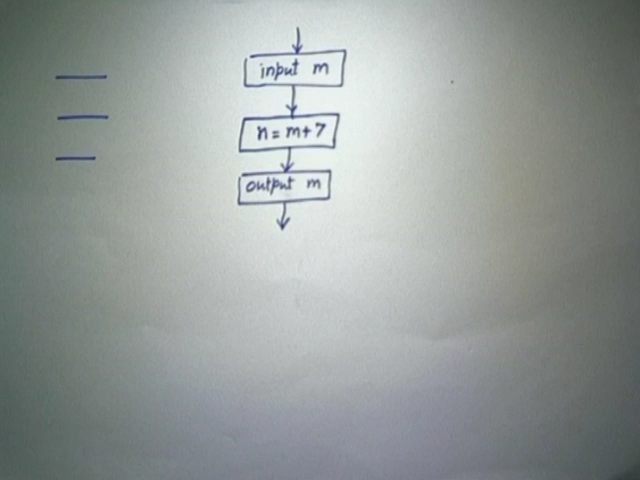 input m
n = m + 7
output m